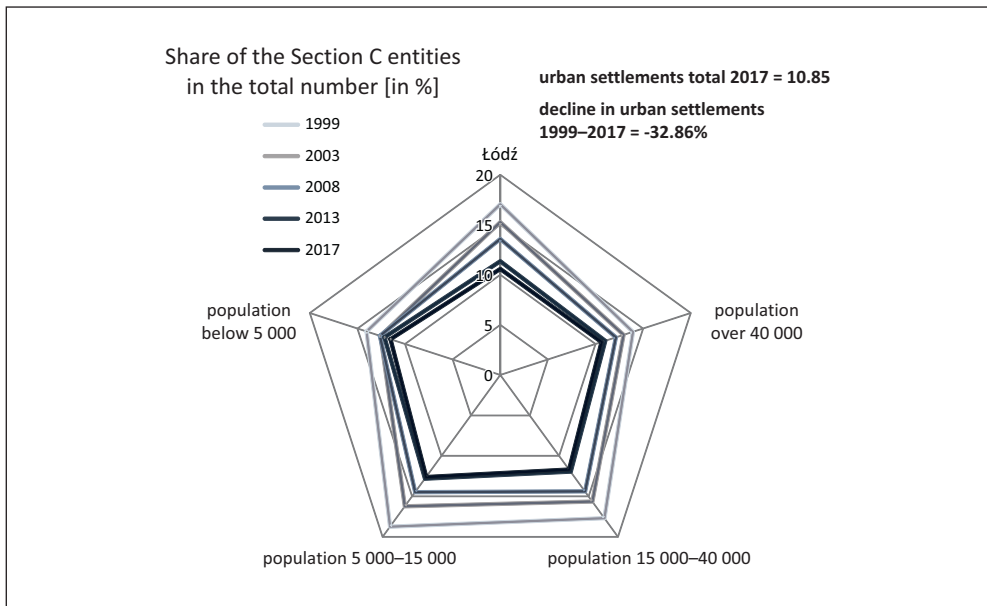 Share of the Section C entities
in the total number [in %]
1999
2003
2008
2013
2017
urban settlements total 2017 = 10.85
decline in urban settlements
1999–2017 = -32.86%
Łódź
20
15
10
5
0
population
below 5 000
population
over 40 000
population 5 000–15 000
population 15 000–40 000